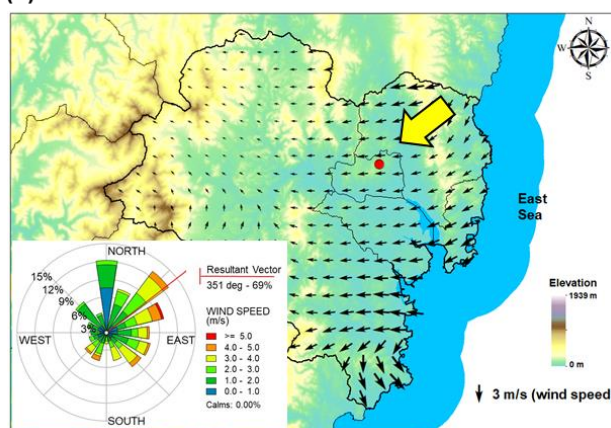 N
W
E
S
East
Sea
Elevation
1939 m
0 m
3 m/s (wind speed
NORTH
15%
12%
9%
6%
3%
WEST
EAST
SOUTH
Resultant Vector
351 deg - 69%
WIND SPEED
(m/s)
>= 5.0
4.0 - 5.0
3.0 - 4.0
2.0 - 3.0
1.0 - 2.0
0.0 - 1.0
Calms: 0.00%